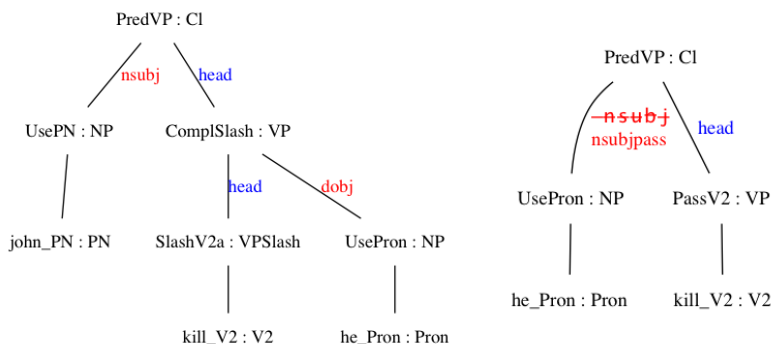 PredVP : Cl
nsubj
head
UsePN : NP
ComplSlash : VP
head
dobj
john_PN : PN
SlashV2a : VPSlash
UsePron : NP
kill_V2 : V2
he_Pron : Pron
PredVP : Cl
nsubj
nsubjpass
head
UsePron : NP
PassV2 : VP
he_Pron : Pron
kill_V2 : V2